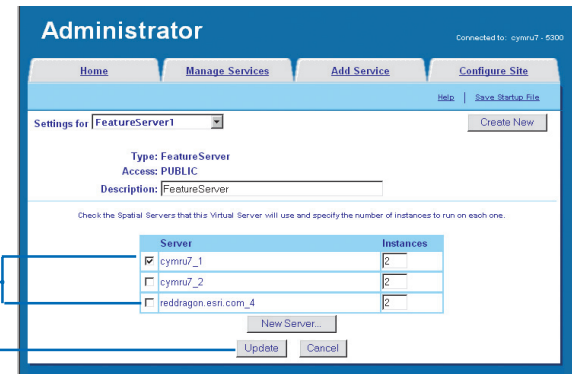 Administrator
Connected to: cymru7 - 5300
Home Manage Services Add Service Configure Site
Help | Save Startup File
Settings for FeatureServer1 Create New
Type: FeatureServer
Access: PUBLIC
Description: FeatureServer
Check the Spatial Servers that this Virtual Server will use and specify the number of instances to run on each one.
Server Instances
cymru7_1 2
cymru7_2 2
reddragon.esri.com_4 2
New Server...
Update Cancel